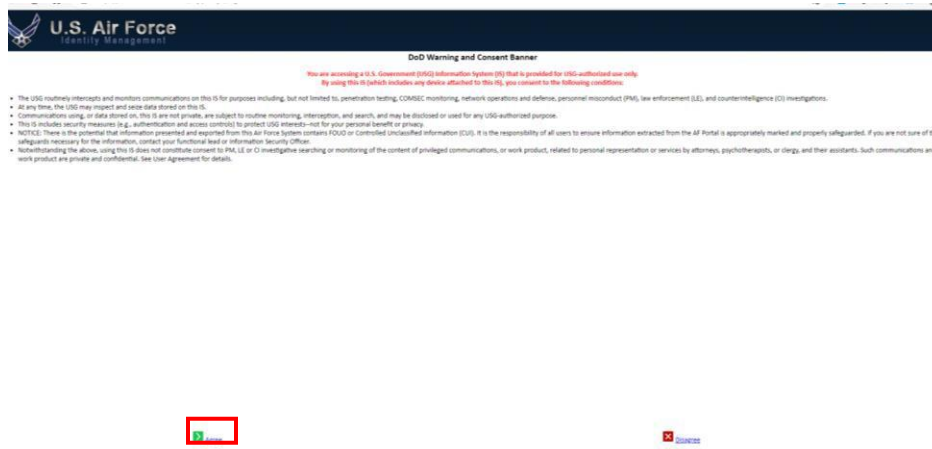 U.S. Air Force
Identity Management
DoD Warning and Consent Banner
You are accessing a U.S. Government (USG) Information System (IS) that is provided for USG-authorized use only.
By using this IS (which includes any device attached to this IS), you consent to the following conditions:
• The USG routinely intercepts and monitors communications on this IS for purposes including, but not limited to, penetration testing, COMSEC monitoring, network operations and defense, personnel misconduct (PM), law enforcement (LE), and counterintelligence (CI) investigations.
• At any time, the USG may inspect and seize data stored on this IS.
• Communications using, or data stored on, this IS are not private, are subject to routine monitoring, interception, and search, and may be disclosed or used for any USG-authorized purpose.
• This IS includes security measures (e.g., authentication and access controls) to protect USG interests--not for your personal benefit or privacy.
• NOTICE: There is the potential that information presented and exported from this Air Force System contains FOUO or Controlled Unclassified Information (CUI). It is the responsibility of all users to ensure information extracted from the AF Portal is appropriately marked and properly safeguarded. If you are not sure of
safeguards necessary for the information, contact your functional lead or Information Security Officer.
• Notwithstanding the above, using this IS does not constitute consent to PM, LE or CI investigative searching or monitoring of the content of privileged communications, or work product, related to personal representation or services by attorneys, psychotherapists, or clergy, and their assistants. Such communications
work product are private and confidential. See User Agreement for details.
Agree
Disagree